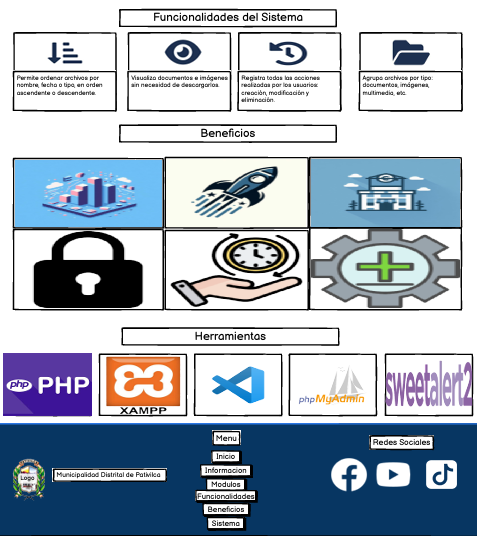 Funcionalidades del Sistema
Permite ordenar archivos por
nombre, fecha o tipo, en orden
ascendente o descendente.
Visualiza documentos e imágenes
sin necesidad de descargarlos.
Registra todas las acciones
realizadas por los usuarios:
creación, modificación y
eliminación.
Agrupa archivos por tipo:
documentos, imágenes,
multimedia, etc.
Beneficios
Herramientas
php PHP
XAMPP
phpMyAdmin
sweetalert2
Menu
Inicio
Informacion
Modulos
Funcionalidades
Beneficios
Sistema
Logo
Municipalidad Distrital de Pativilca
Redes Sociales